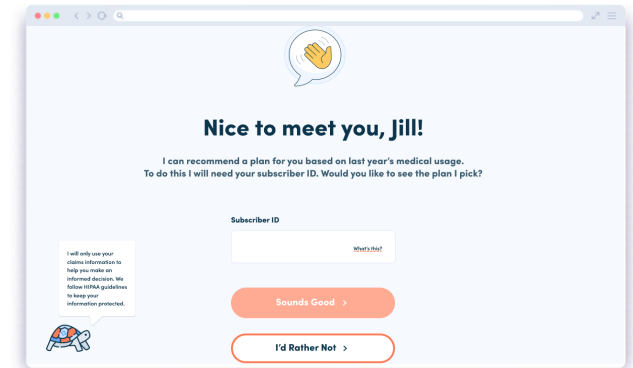 Nice to meet you, Jill!
I can recommend a plan for you based on last year's medical usage.
To do this I will need your subscriber ID. Would you like to see the plan I pick?
Subscriber ID
What's this?
I will only use your
claims information to
help you make an
informed decision. We
follow HIPAA guidelines
to keep your
information protected.
Sounds Good >
I'd Rather Not >